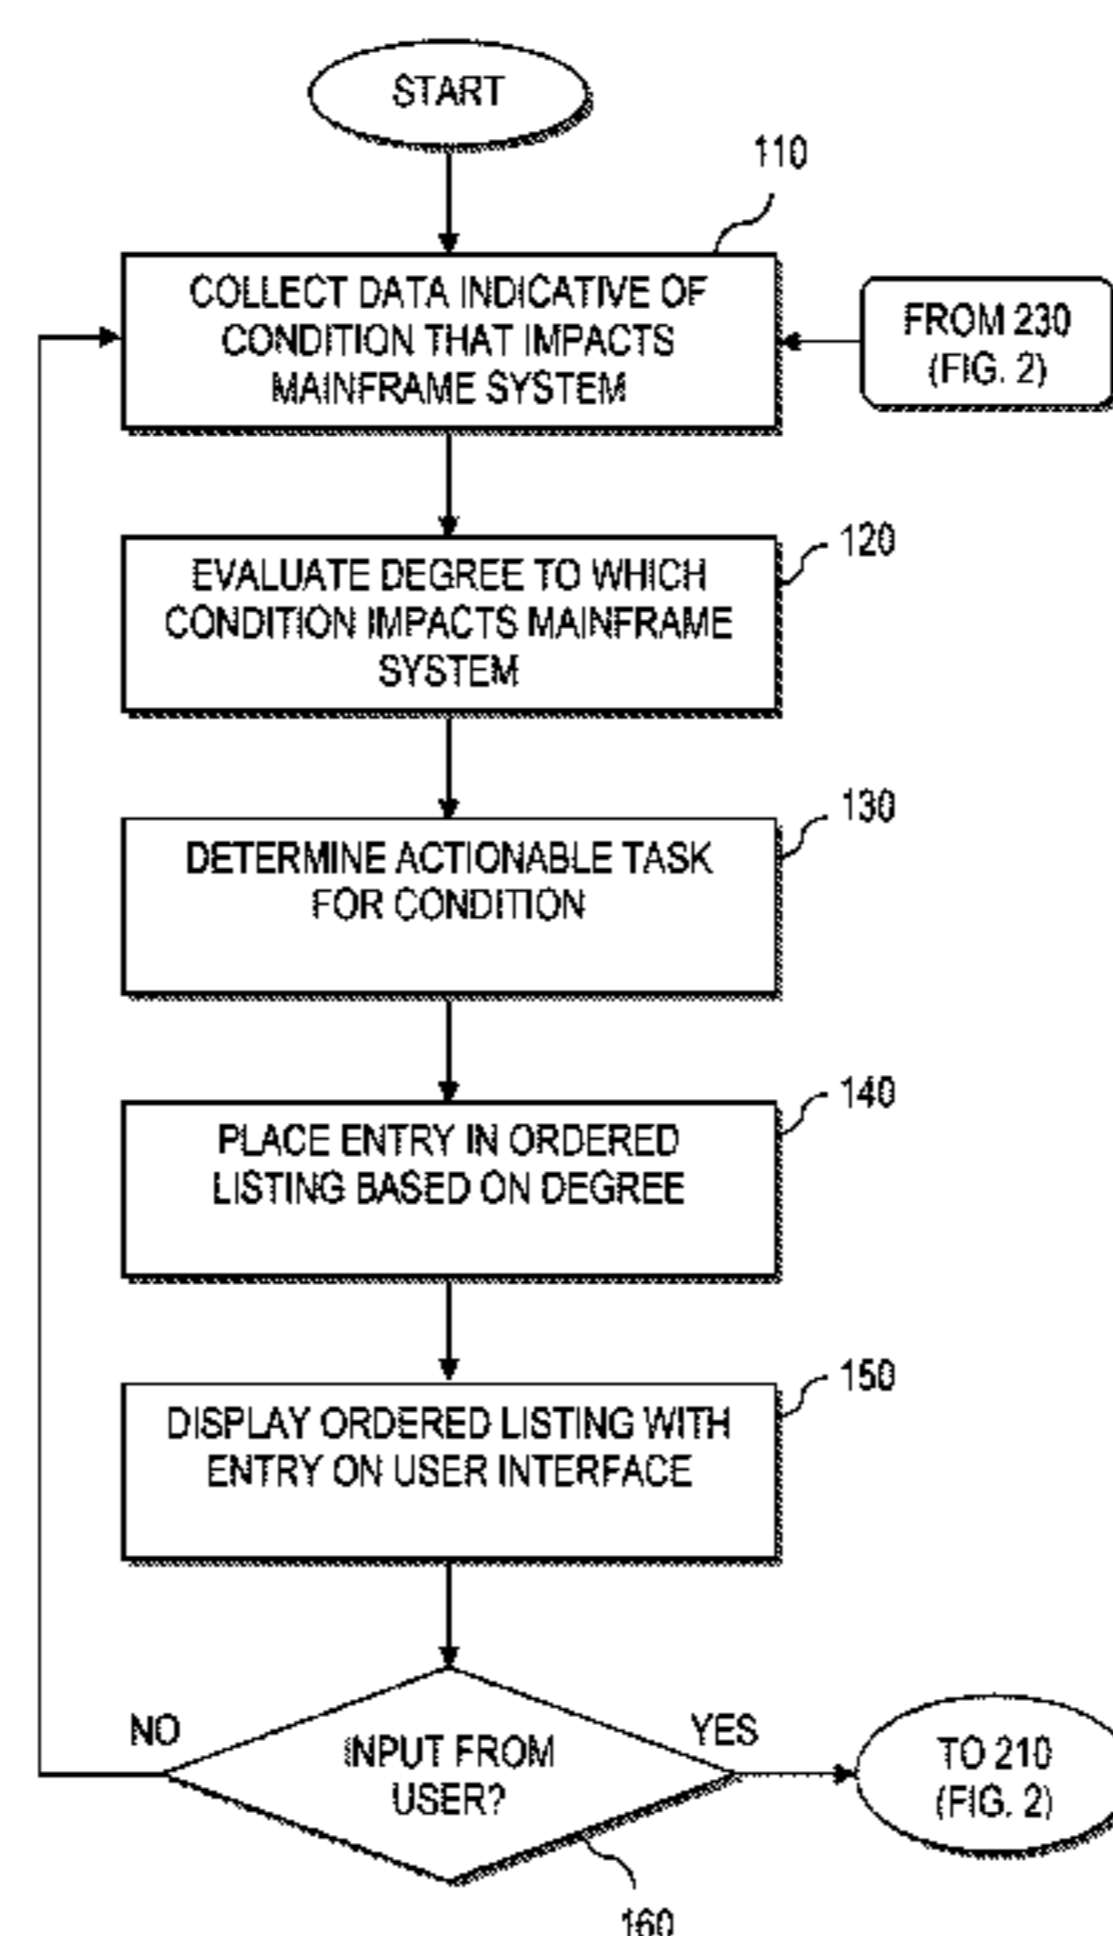 START
110
COLLECT DATA INDICATIVE OF
CONDITION THAT IMPACTS
MAINFRAME SYSTEM
FROM 230
(FIG. 2)
120
EVALUATE DEGREE TO WHICH
CONDITION IMPACTS MAINFRAME
SYSTEM
130
DETERMINE ACTIONABLE TASK
FOR CONDITION
140
PLACE ENTRY IN ORDERED
LISTING BASED ON DEGREE
150
DISPLAY ORDERED LISTING WITH
ENTRY ON USER INTERFACE
NO
INPUT FROM
USER?
YES
TO 210
(FIG. 2)
160